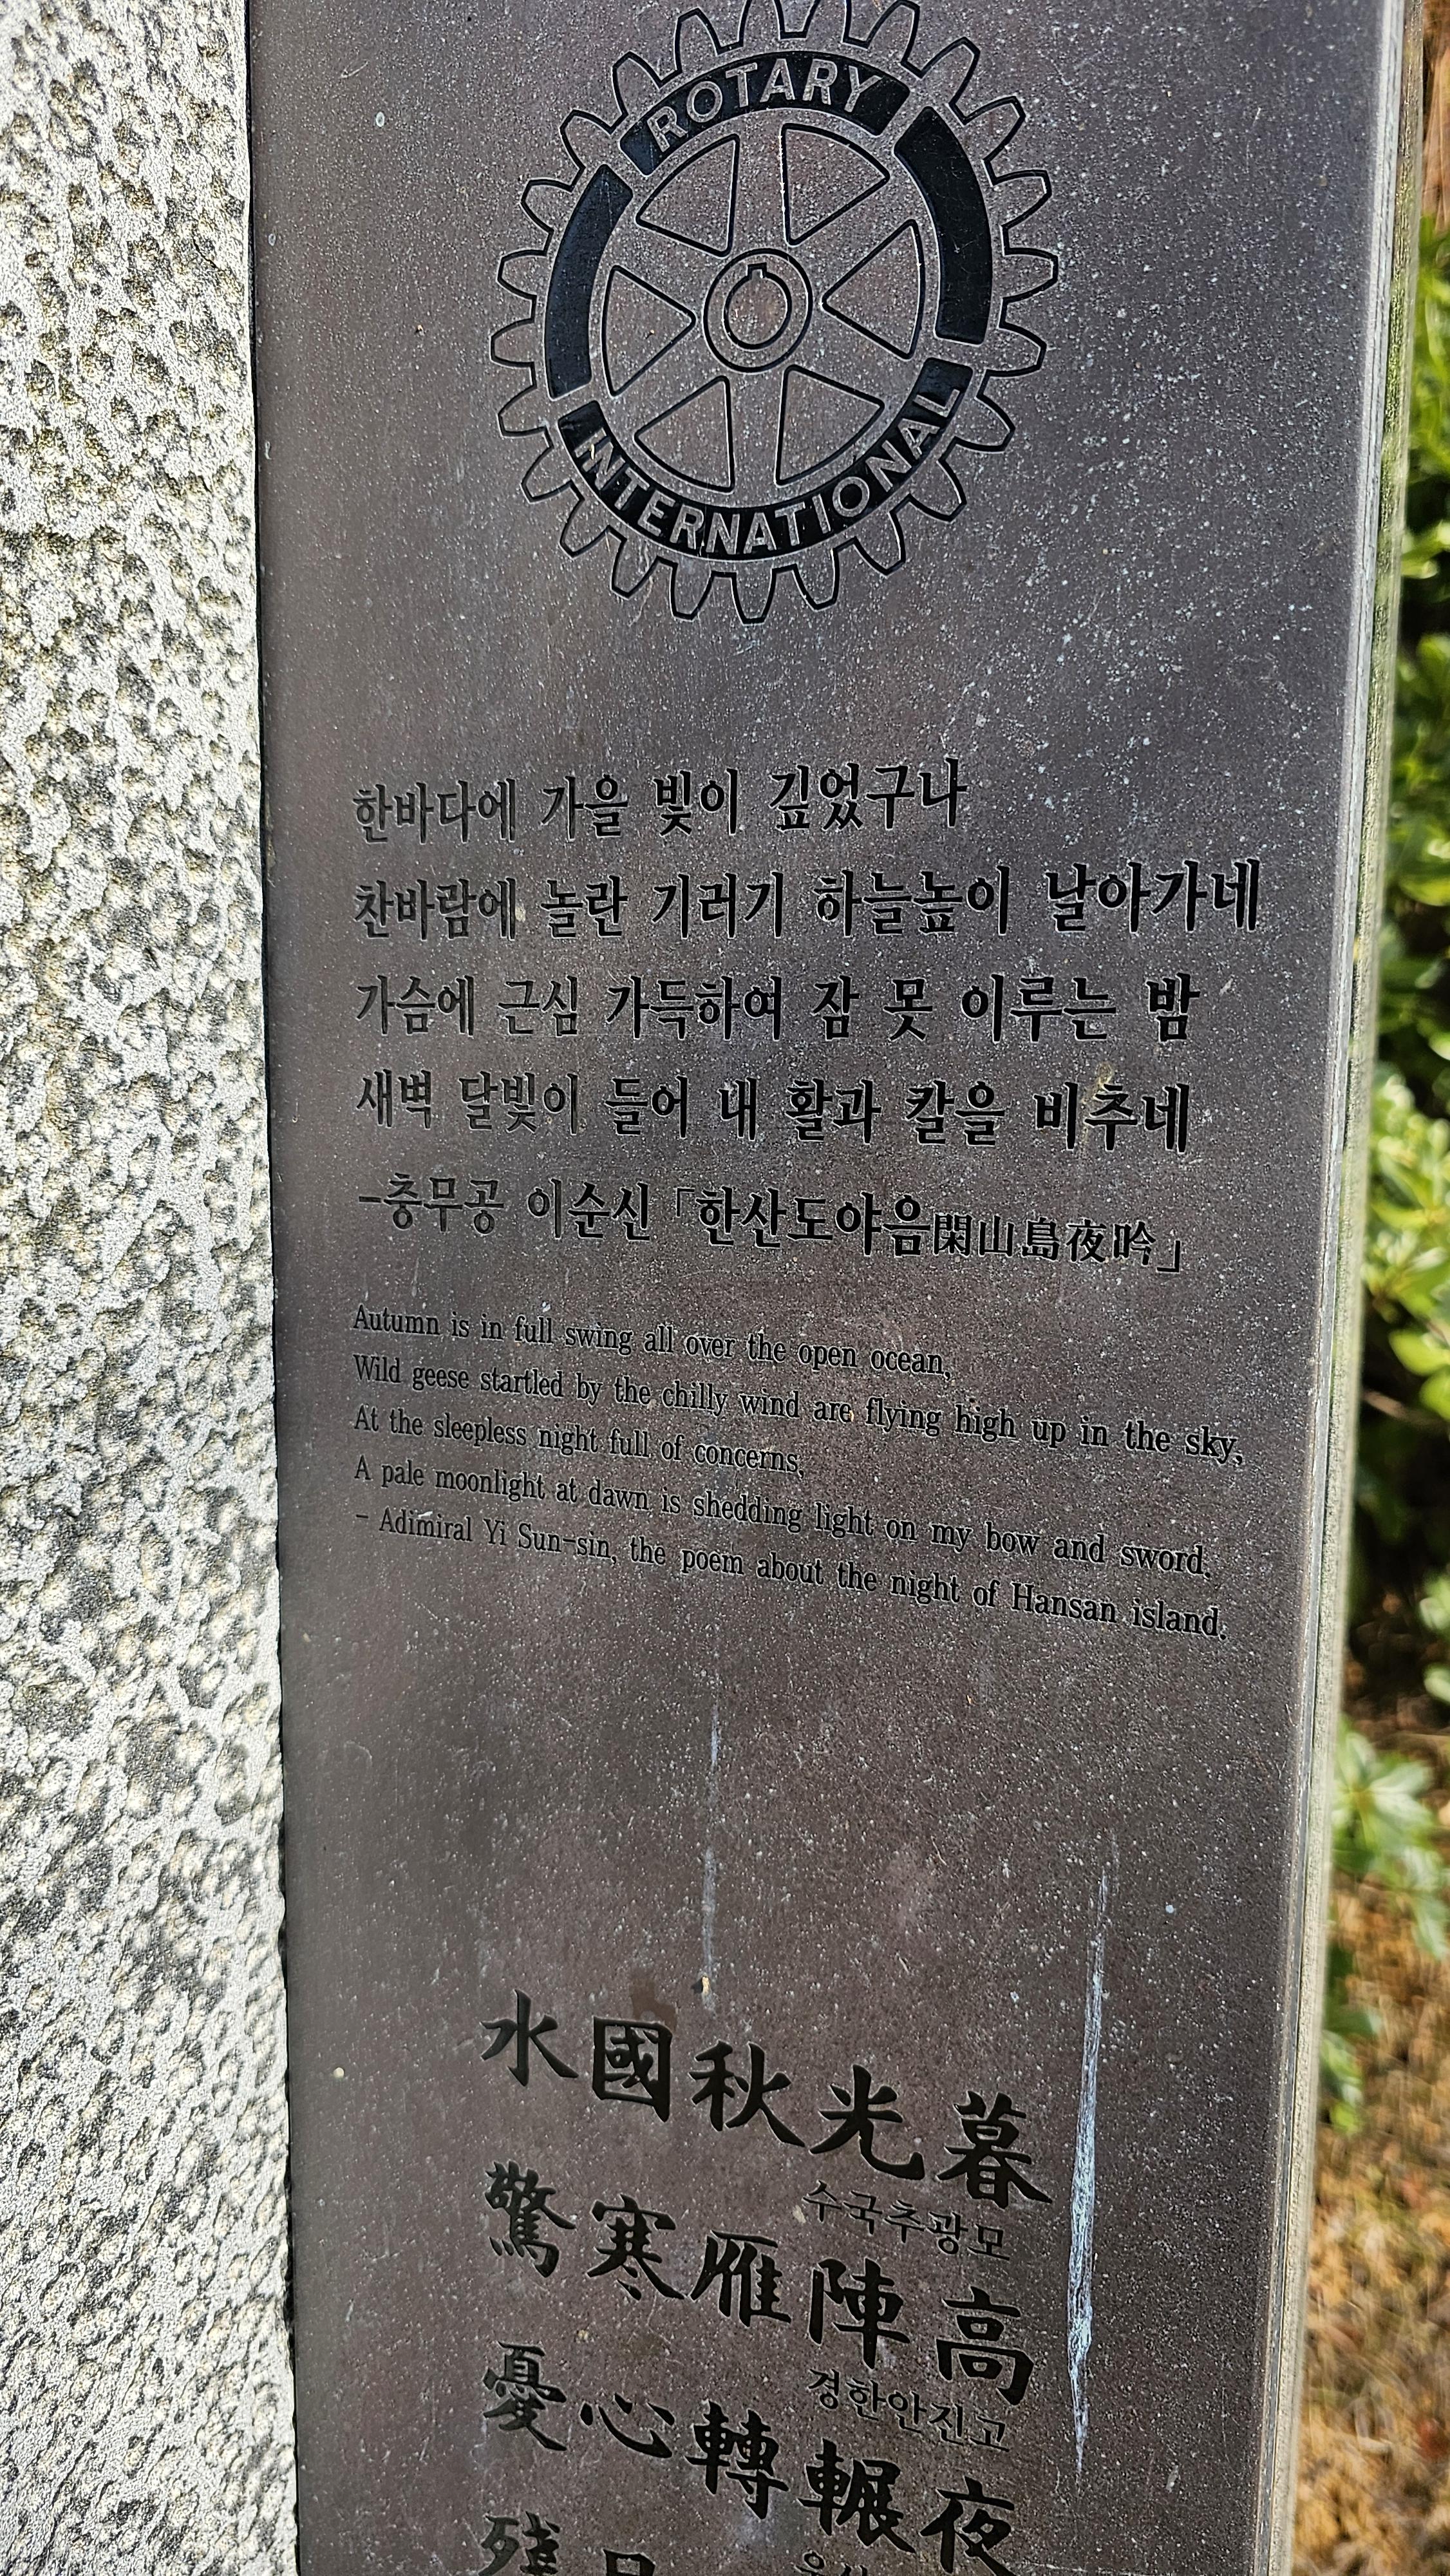 ROTARY
INTERNATIONAL
한바다에 가을 빛이 깊었구나
찬바람에 놀란 기러기 하늘높이 날아가네
가슴에 근심 가득하여 잠 못 이루는 밤
새벽 달빛이 들어 내 활과 칼을 비추네
-충무공 이순신 「한산도야음閑山島夜吟」
Autumn is in full swing all over the open ocean,
Wild geese startled by the chilly wind are flying high up in the sky,
At the sleepless night full of concerns,
A pale moonlight at dawn is shedding light on my bow and sword.
- Adimiral Yi Sun-sin, the poem about the night of Hansan island.
水國秋光暮
수국추광모
驚寒雁陣高
경한안진고
憂心轉輾夜
殘